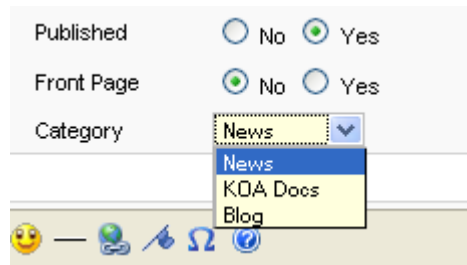 Published No Yes
Front Page No Yes
Category News
News
KOA Docs
Blog